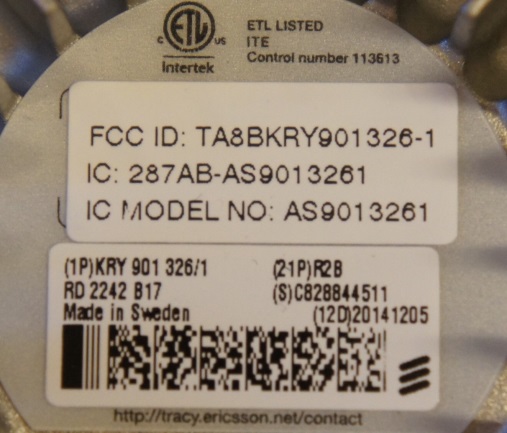 ETL
C US
Intertek
ETL LISTED
ITE
Control number 113613
FCC ID: TA8BKRY901326-1
IC: 287AB-AS9013261
IC MODEL NO: AS9013261
(1P)KRY 901 326/1 (21P)R2B
RD 2242 B17 (S)C828844511
Made in Sweden (12D)20141205
http://tracy.ericsson.net/contact